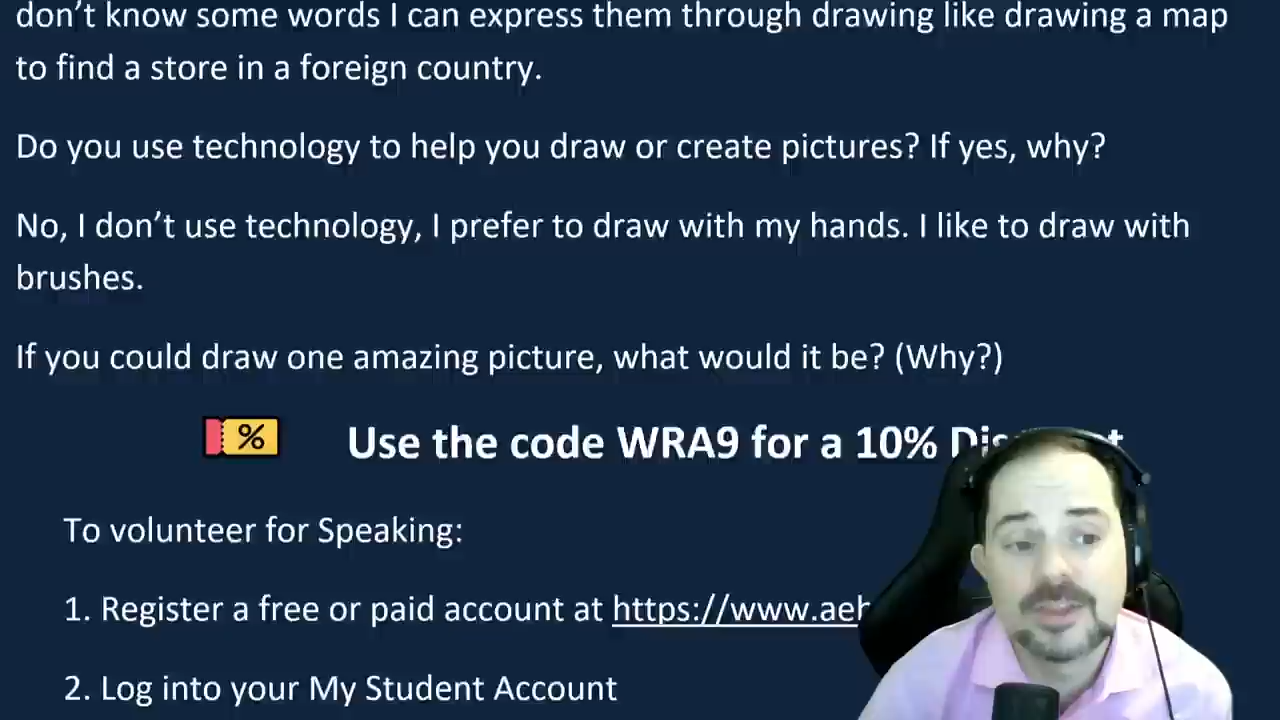 don’t know some words I can express them through drawing like drawing a map
to find a store in a foreign country.
Do you use technology to help you draw or create pictures? If yes, why?
No, I don’t use technology, I prefer to draw with my hands. I like to draw with
brushes.
If you could draw one amazing picture, what would it be? (Why?)
% Use the code WRA9 for a 10%
To volunteer for Speaking:
1. Register a free or paid account at https://www.aeh
2. Log into your My Student Account